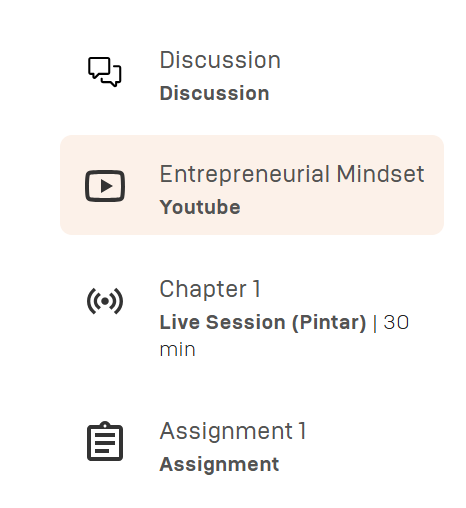 Discussion
Discussion
Entrepreneurial Mindset
Youtube
Chapter 1
Live Session (Pintar) | 30
min
Assignment 1
Assignment